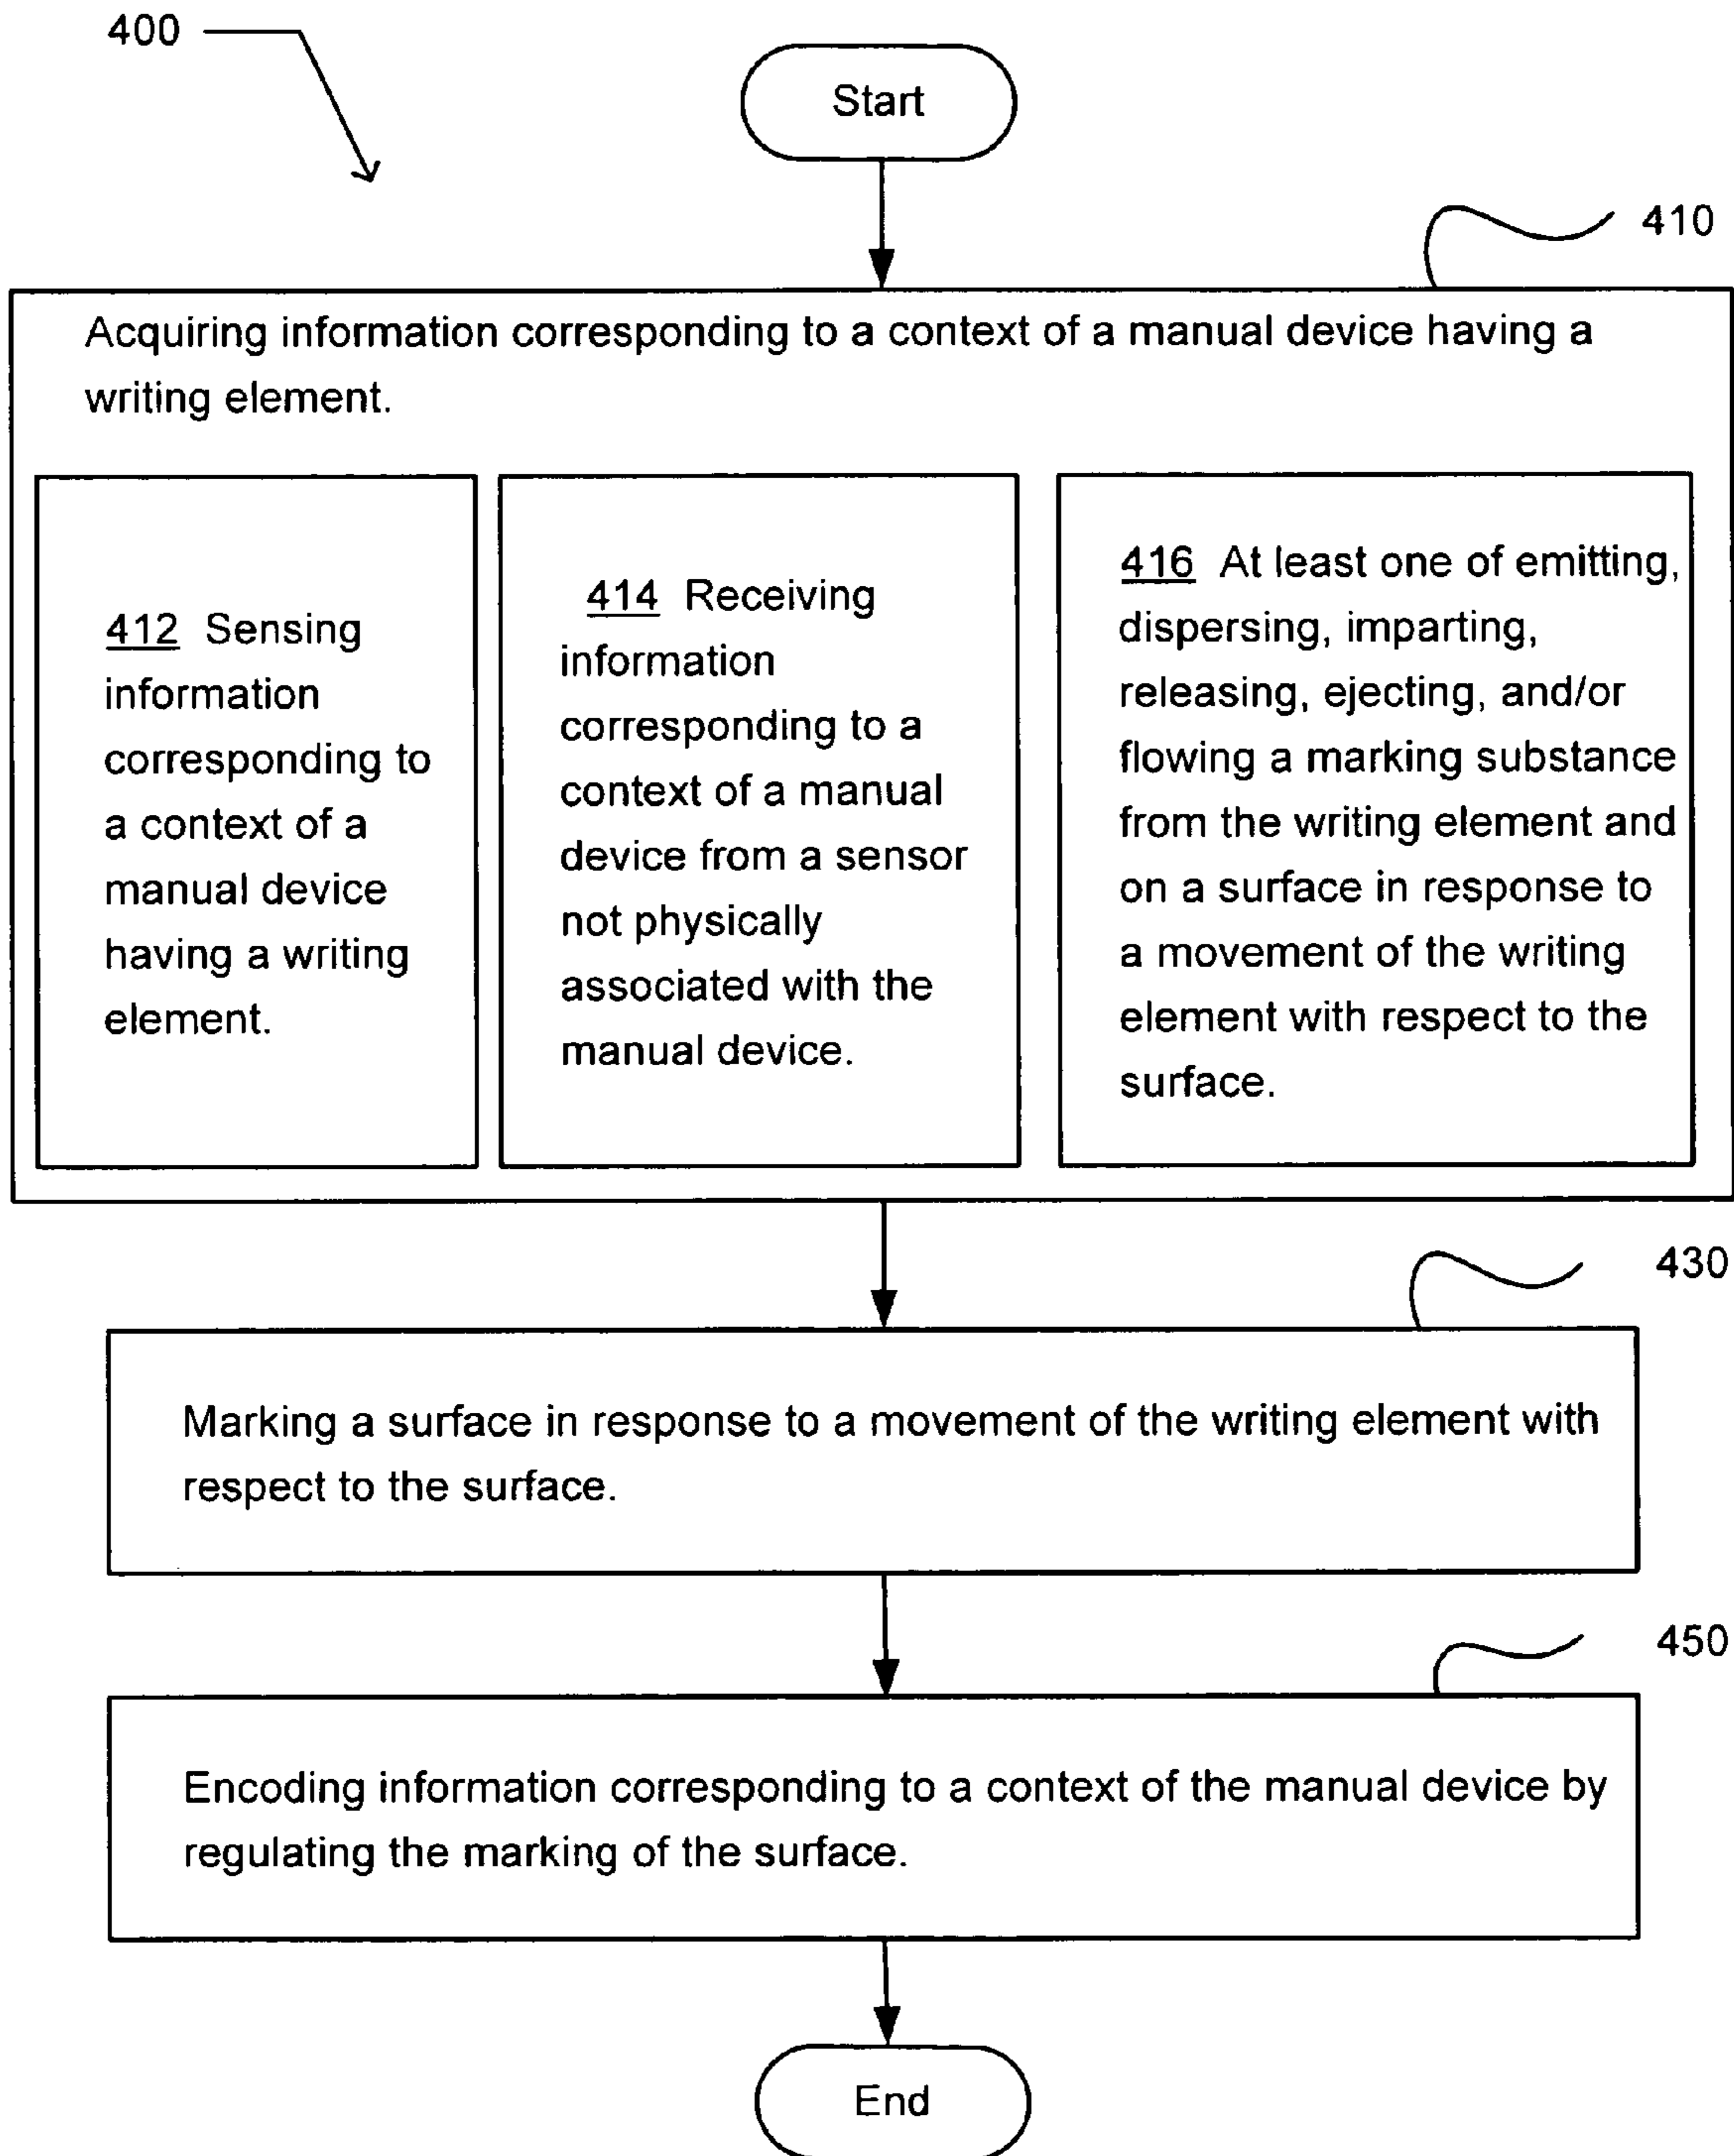 400
Start
410
Acquiring information corresponding to a context of a manual device having a
writing element.
412 Sensing
information
corresponding to
a context of a
manual device
having a writing
element.
414 Receiving
information
corresponding to a
context of a manual
device from a sensor
not physically
associated with the
manual device.
416 At least one of emitting,
dispersing, imparting,
releasing, ejecting, and/or
flowing a marking substance
from the writing element and
on a surface in response to
a movement of the writing
element with respect to the
surface.
430
Marking a surface in response to a movement of the writing element with
respect to the surface.
450
Encoding information corresponding to a context of the manual device by
regulating the marking of the surface.
End